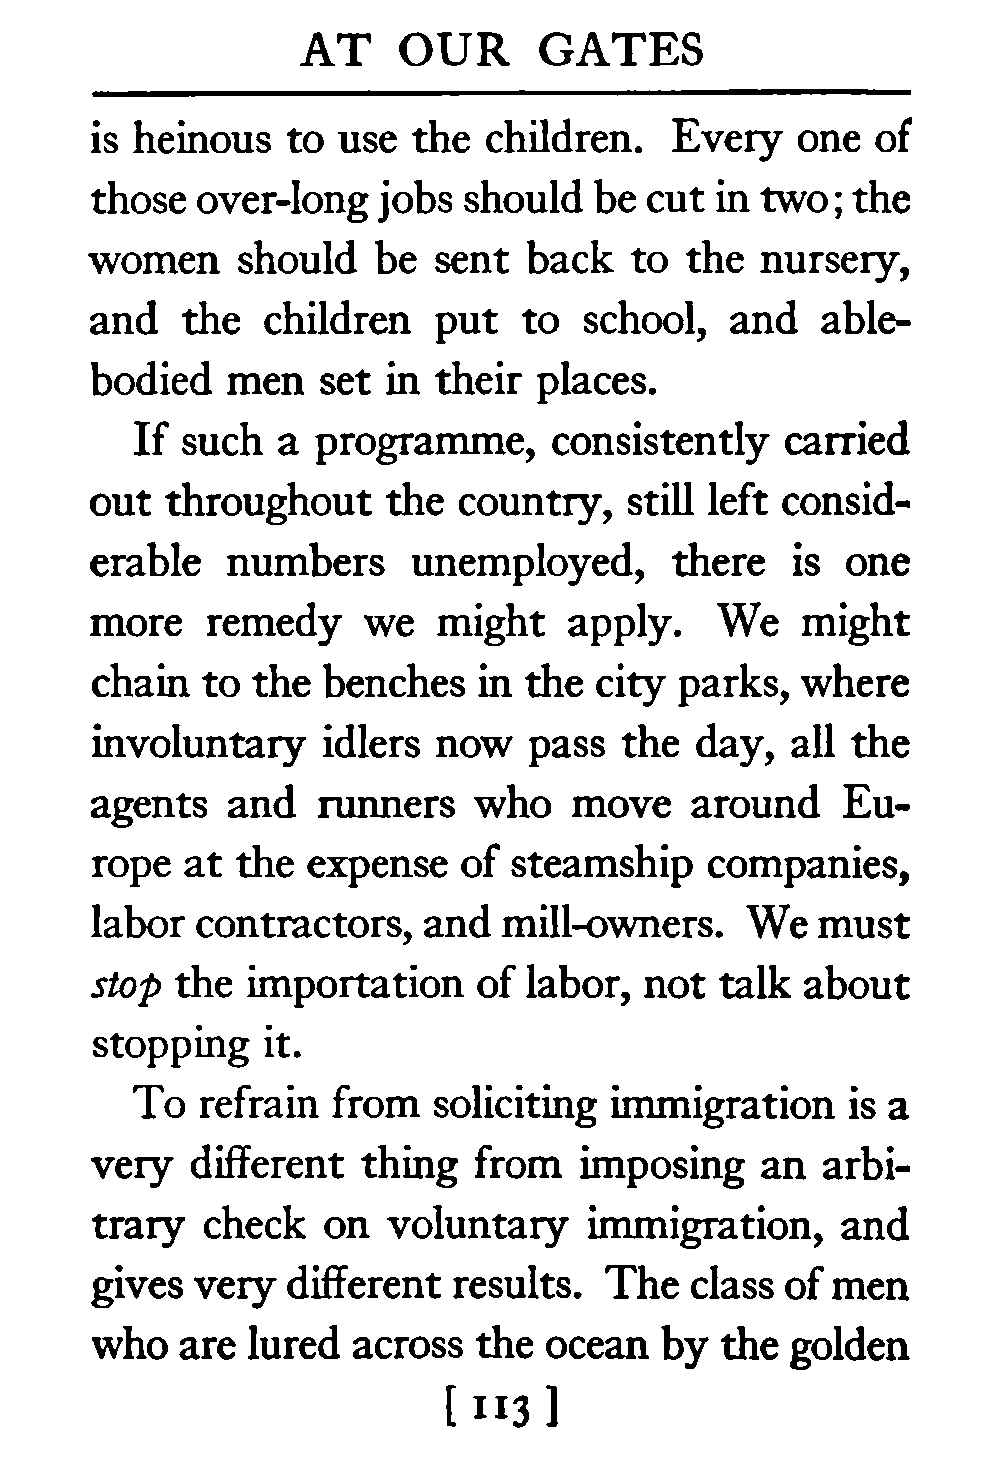 AT OUR GATES
is heinous to use the children. Every one of
those over-long jobs should be cut in two; the
women should be sent back to the nursery,
and the children put to school, and able-
bodied men set in their places.
If such a programme, consistently carried
out throughout the country, still left consid-
erable numbers unemployed, there is one
more remedy we might apply. We might
chain to the benches in the city parks, where
involuntary idlers now pass the day, all the
agents and runners who move around Eu-
rope at the expense of steamship companies,
labor contractors, and mill-owners. We must
stop the importation of labor, not talk about
stopping it.
To refrain from soliciting immigration is a
very different thing from imposing an arbi-
trary check on voluntary immigration, and
gives very different results. The class of men
who are lured across the ocean by the golden
[ 113 ]